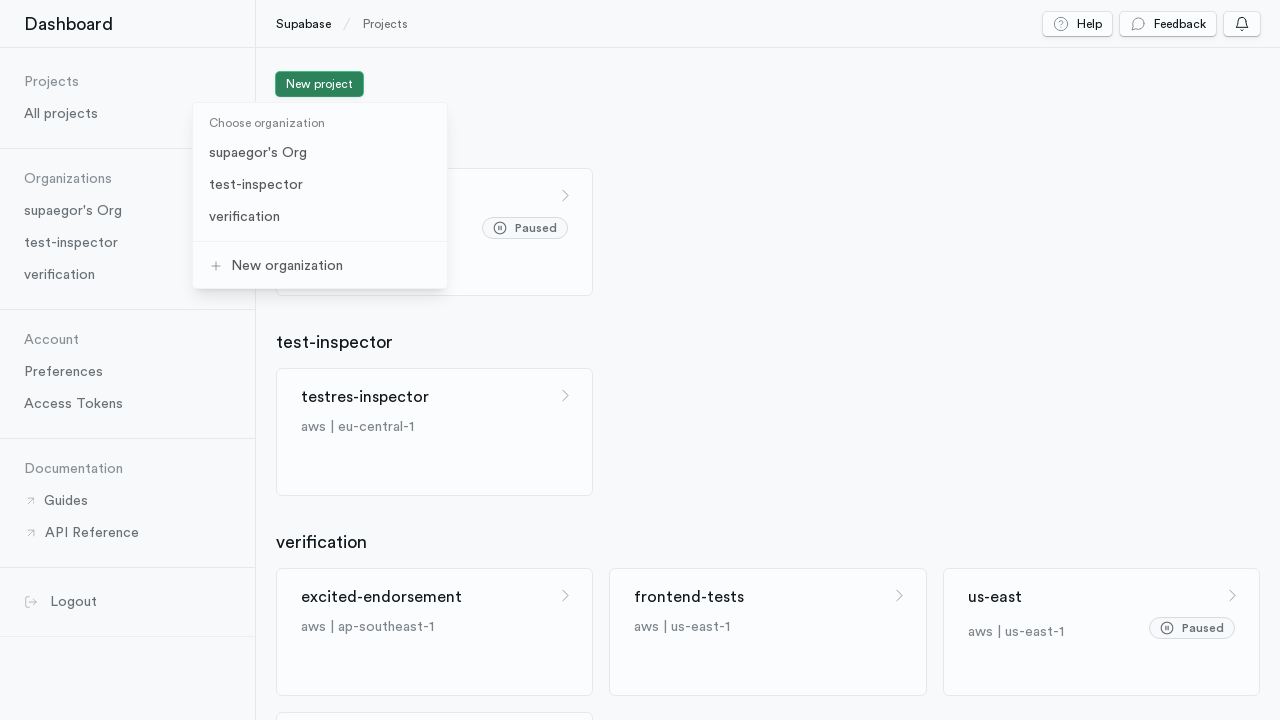 Dashboard
Supabase
Projects
Help
Feedback
Projects
All projects
Organizations
supaegor's Org
test-inspector
verification
Account
Preferences
Access Tokens
Documentation
Guides
API Reference
Logout
New project
Choose organization
supaegor's Org
test-inspector
verification
New organization
Paused
test-inspector
testres-inspector
aws | eu-central-1
verification
excited-endorsement
aws | ap-southeast-1
frontend-tests
aws | us-east-1
us-east
aws | us-east-1
Paused